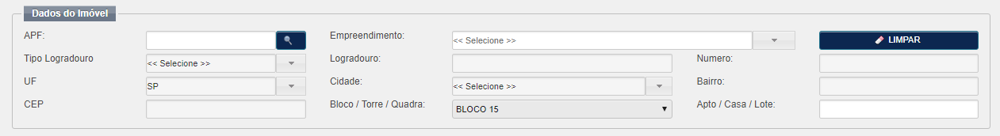 Dados do Imóvel
APF: Empreendimento: << Selecione >> LIMPAR
Tipo Logradouro << Selecione >> Logradouro: Numero:
UF SP Cidade: << Selecione >> Bairro:
CEP Bloco / Torre / Quadra: BLOCO 15 Apto / Casa / Lote: